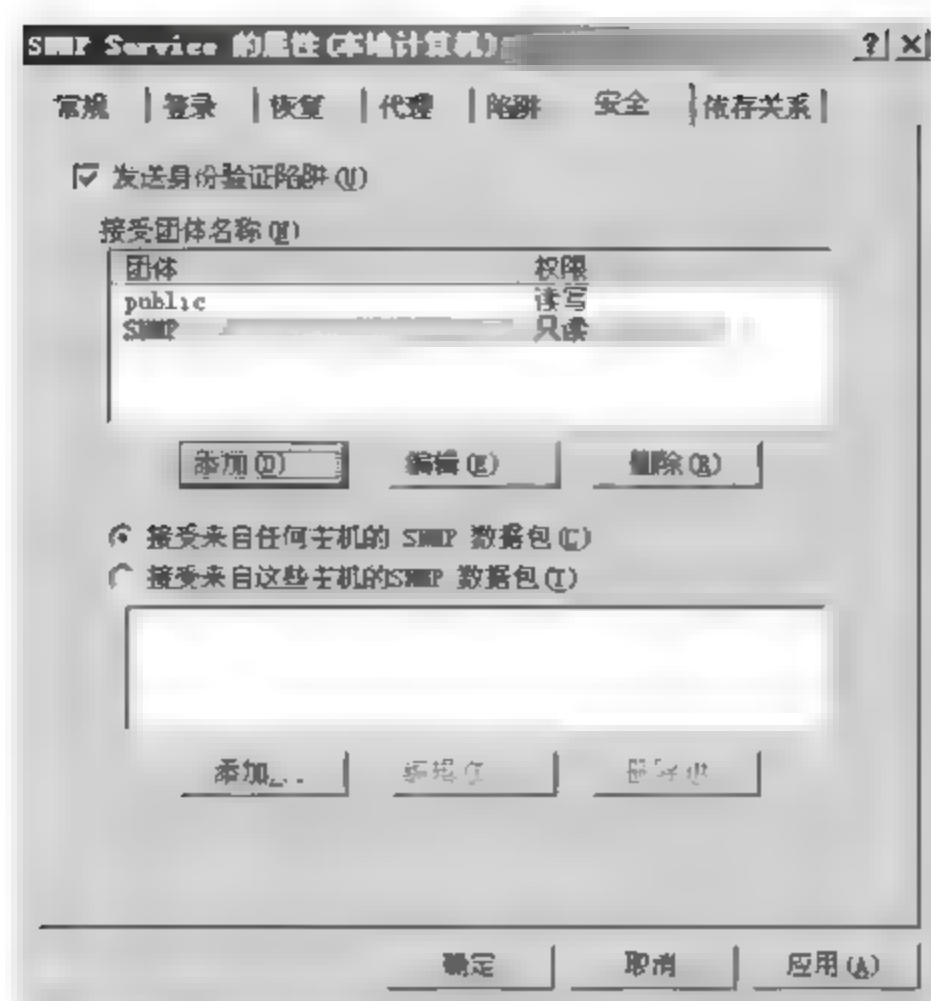 SNMP Service 的属性(本地计算机)
常规 登录 恢复 代理 陷阱 安全 依存关系
发送身份验证陷阱(U)
接受团体名称(M)
团体 权限
public 读写
SNMP 只读
添加(D) 编辑(E) 删除(R)
接受来自任何主机的 SNMP 数据包(C)
接受来自这些主机的SNMP 数据包(T)
添加... 编辑 删除
确定 取消 应用(A)